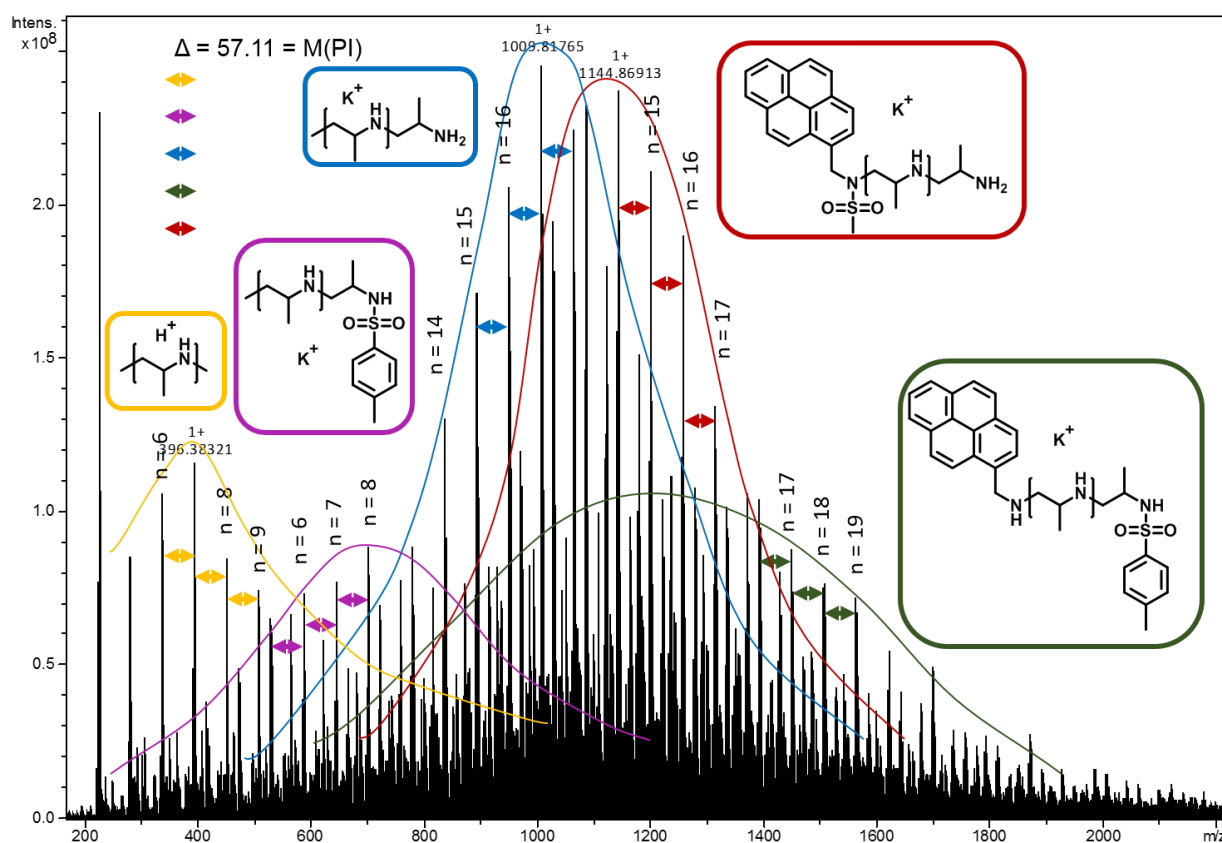 Intens.
x10⁸
Δ = 57.11 = M(PI)
1+
1009.81765
1+
1144.86913
1+
396.38321
K⁺
H
N
NH₂
K⁺
H
N
NH₂
N
O=S=O
H
N
NH
O=S=O
K⁺
H⁺
H
N
K⁺
H
N
N
H
NH
O=S=O
n = 6
n = 8
n = 9
n = 6
n = 7
n = 8
n = 14
n = 15
n = 16
n = 15
n = 16
n = 17
n = 17
n = 18
n = 19
2.0
1.5
1.0
0.5
0.0
200
400
600
800
1000
1200
1400
1600
1800
2000
m/z